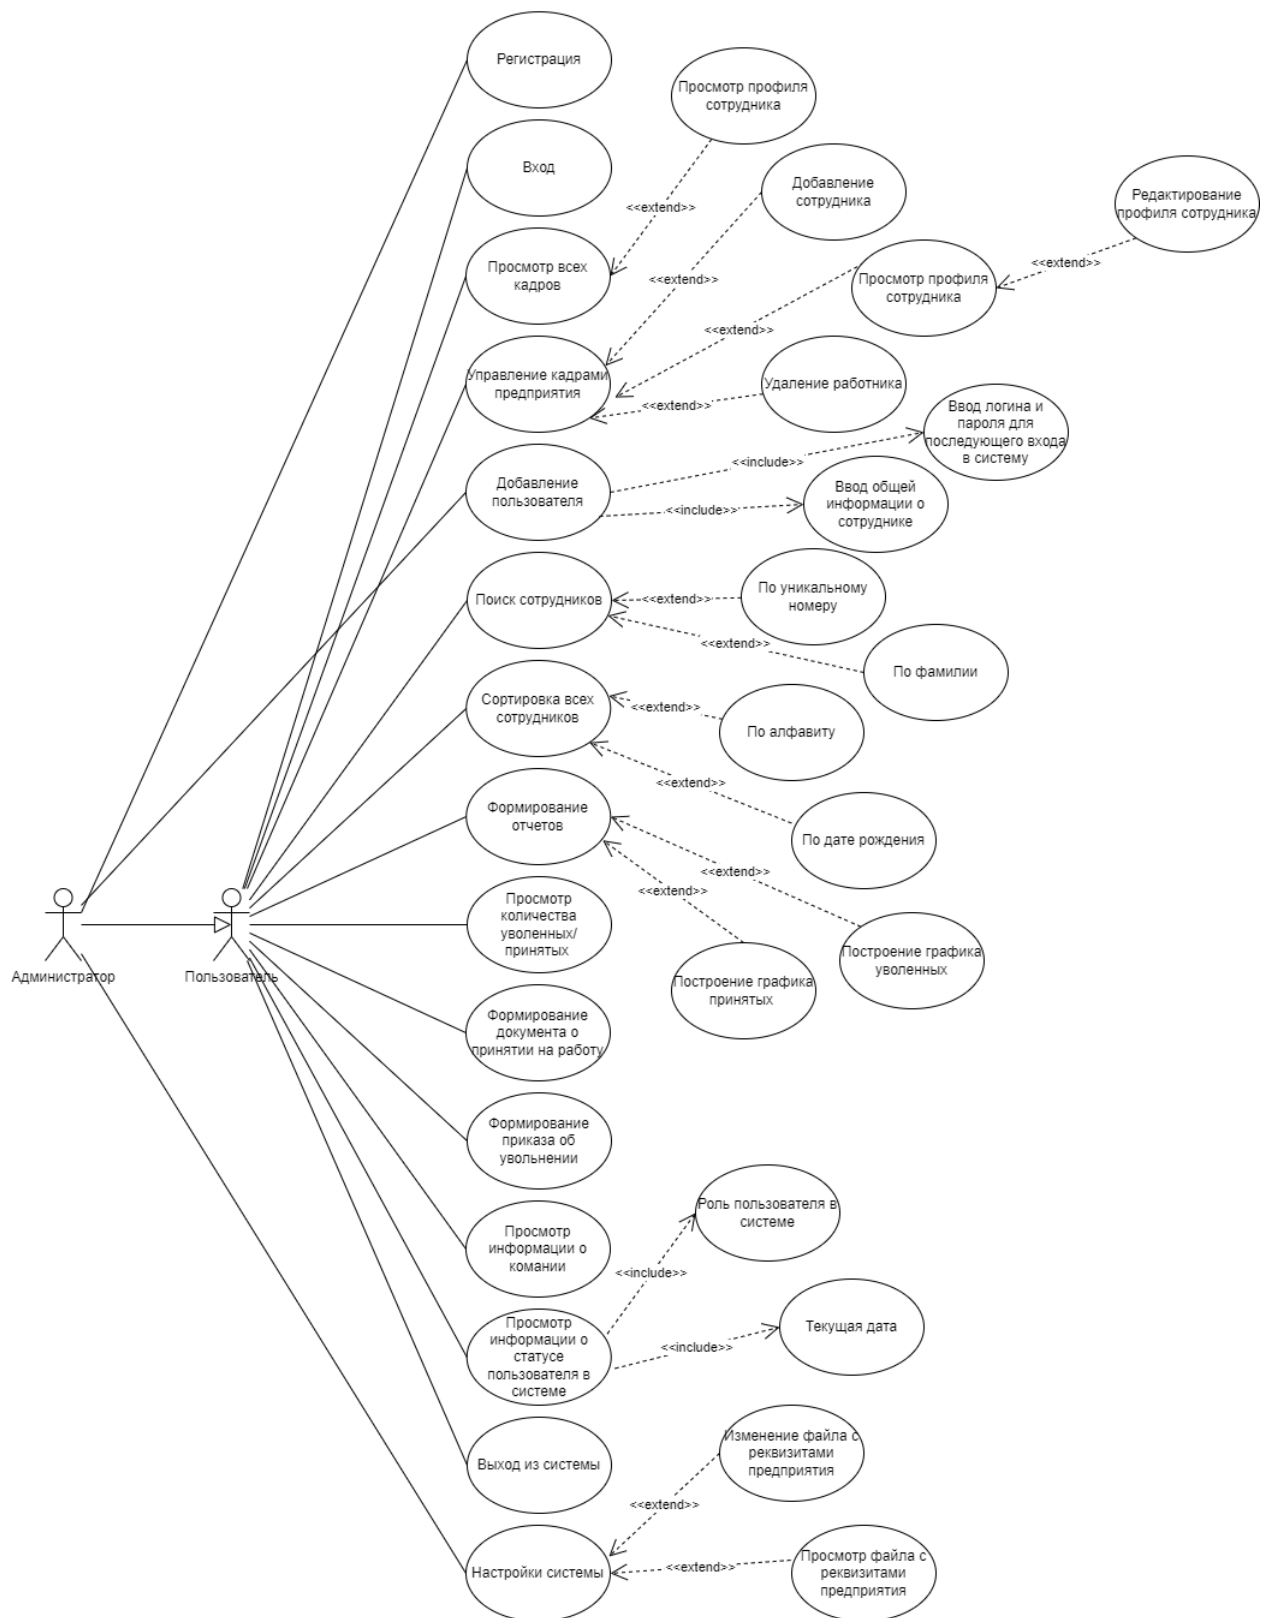 Регистрация
Просмотр профиля
сотрудника
Вход
Добавление
сотрудника
Редактирование
профиля сотрудника
<<extend>>
Просмотр всех
кадров
<<extend>>
<<extend>>
Просмотр профиля
сотрудника
<<extend>>
Управление кадрами
предприятия
Удаление работника
<<extend>>
Ввод логина и
пароля для
последующего входа
в систему
<<include>>
Добавление
пользователя
Ввод общей
информации о
сотруднике
<<include>>
Поиск сотрудников
<<extend>>
По уникальному
номеру
<<extend>>
По фамилии
Сортировка всех
сотрудников
<<extend>>
По алфавиту
<<extend>>
Формирование
отчетов
По дате рождения
<<extend>>
<<extend>>
Просмотр
количества
уволенных/
принятых
Построение графика
уволенных
Администратор
Пользователь
Построение графика
принятых
Формирование
документа о
принятии на работу
Формирование
приказа об
увольнении
Роль пользователя в
системе
Просмотр
информации о
комании
<<include>>
Просмотр
информации о
статусе
пользователя в
системе
<<include>>
Текущая дата
Изменение файла с
реквизитами
предприятия
Выход из системы
<<extend>>
Настройки системы
<<extend>>
Просмотр файла с
реквизитами
предприятия